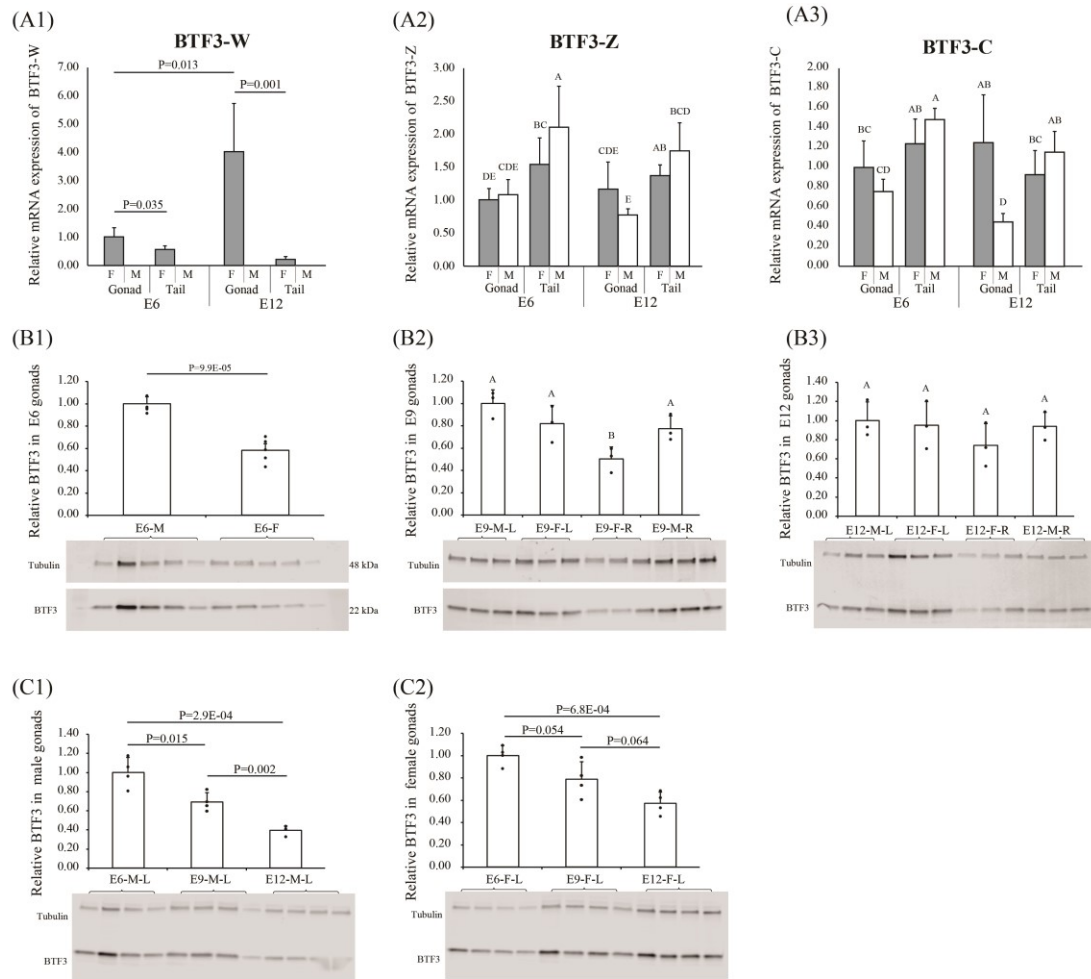 (A1)
BTF3-W
Relative mRNA expression of BTF3-W
7.00
6.00
5.00
4.00
3.00
2.00
1.00
0.00
P=0.013
P=0.001
P=0.035
F M F M F M F M
Gonad Tail Gonad Tail
E6 E12
(A2)
BTF3-Z
Relative mRNA expression of BTF3-Z
3.00
2.50
2.00
1.50
1.00
0.50
0.00
DE CDE BC A CDE E AB BCD
F M F M F M F M
Gonad Tail Gonad Tail
E6 E12
(A3)
BTF3-C
Relative mRNA expression of BTF3-C
2.00
1.80
1.60
1.40
1.20
1.00
0.80
0.60
0.40
0.20
0.00
BC CD AB A AB D BC AB
F M F M F M F M
Gonad Tail Gonad Tail
E6 E12
(B1)
Relative BTF3 in E6 gonads
1.20
1.00
0.80
0.60
0.40
0.20
0.00
P=9.9E-05
E6-M E6-F
Tubulin 48 kDa
BTF3 22 kDa
(B2)
Relative BTF3 in E9 gonads
1.20
1.00
0.80
0.60
0.40
0.20
0.00
A A B A
E9-M-L E9-F-L E9-F-R E9-M-R
Tubulin
BTF3
(B3)
Relative BTF3 in E12 gonads
1.40
1.20
1.00
0.80
0.60
0.40
0.20
0.00
A A A A
E12-M-L E12-F-L E12-F-R E12-M-R
Tubulin
BTF3
(C1)
Relative BTF3 in male gonads
1.40
1.20
1.00
0.80
0.60
0.40
0.20
0.00
P=2.9E-04
P=0.015
P=0.002
E6-M-L E9-M-L E12-M-L
Tubulin
BTF3
(C2)
Relative BTF3 in female gonads
1.20
1.00
0.80
0.60
0.40
0.20
0.00
P=6.8E-04
P=0.054
P=0.064
E6-F-L E9-F-L E12-F-L
Tubulin
BTF3